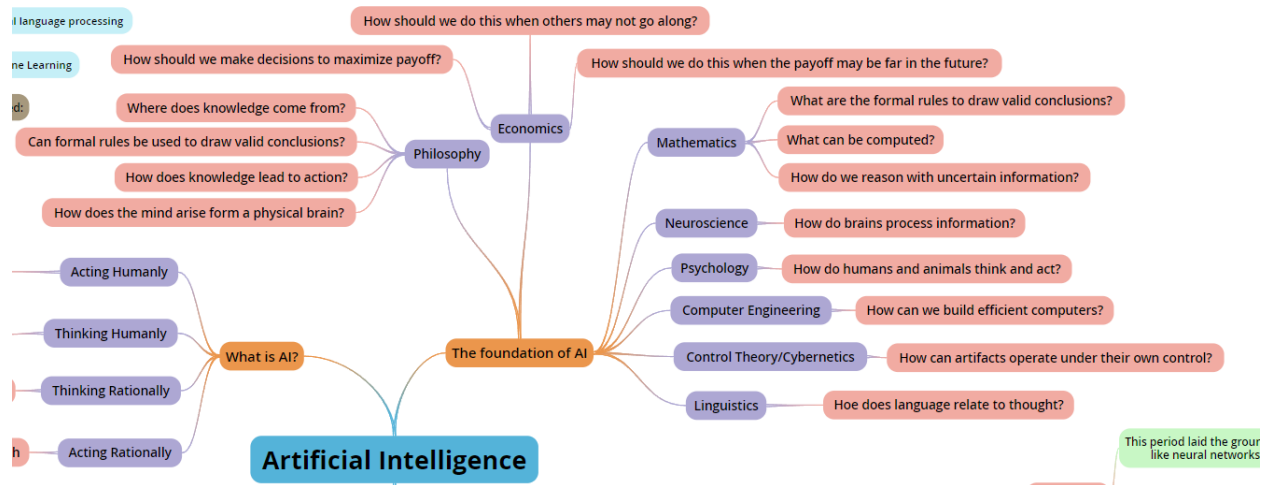 l language processing
How should we do this when others may not go along?
How should we make decisions to maximize payoff?
How should we do this when the payoff may be far in the future?
ne Learning
ed:
Where does knowledge come from?
Can formal rules be used to draw valid conclusions?
How does knowledge lead to action?
How does the mind arise form a physical brain?
Economics
Philosophy
Mathematics
What are the formal rules to draw valid conclusions?
What can be computed?
How do we reason with uncertain information?
Neuroscience
How do brains process information?
Psychology
How do humans and animals think and act?
Computer Engineering
How can we build efficient computers?
Control Theory/Cybernetics
How can artifacts operate under their own control?
Linguistics
Hoe does language relate to thought?
The foundation of AI
What is AI?
Acting Humanly
Thinking Humanly
Thinking Rationally
Acting Rationally
h
Artificial Intelligence
This period laid the groun
like neural networks